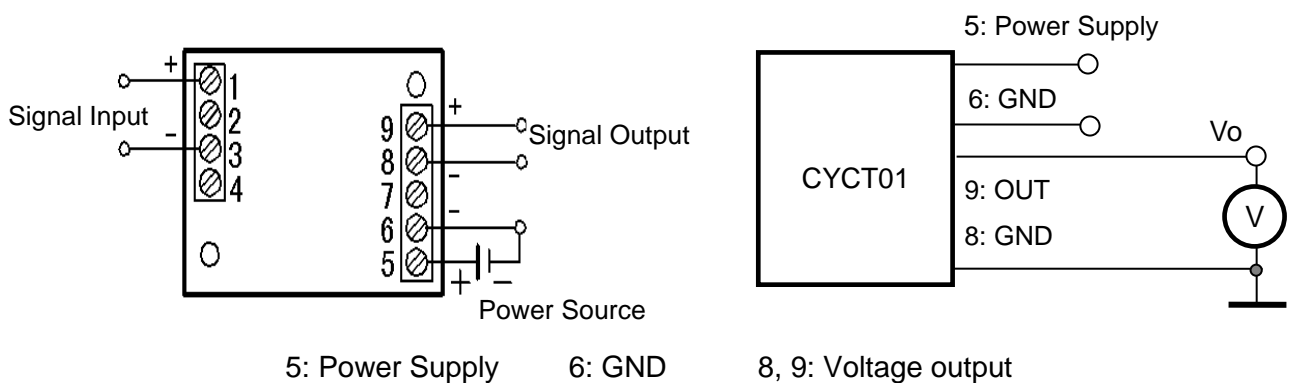 5: Power Supply
6: GND
Vo
CYCT01
9: OUT
8: GND
V
Signal Input
+
-
1
2
3
4
9
8
7
6
5
+
-
-
+
-
Signal Output
Power Source
5: Power Supply 6: GND 8, 9: Voltage output